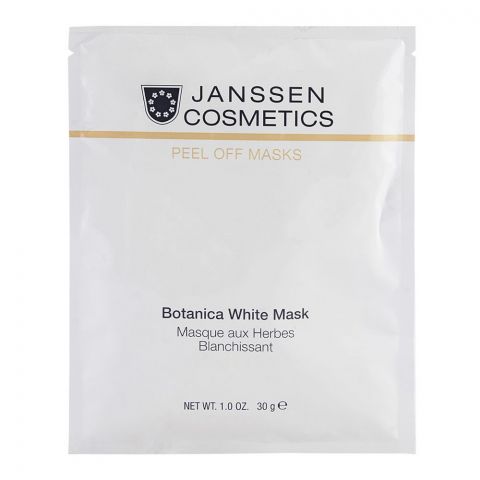 JANSSEN
COSMETICS
PEEL OFF MASKS
Botanica White Mask
Masque aux Herbes
Blanchissant
NET WT. 1.0 OZ. 30 g ℮